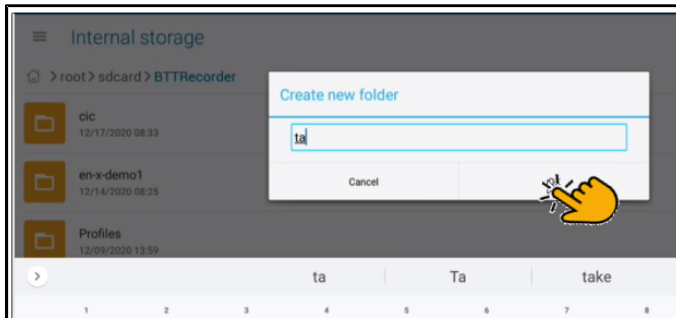 Internal storage
> root > sdcard > BTTRecorder
cic
12/17/2020 08:33
en-x-demo1
12/14/2020 08:25
Profiles
12/09/2020 13:59
Create new folder
ta
Cancel
ta Ta take
1 2 3 4 5 6 7 8